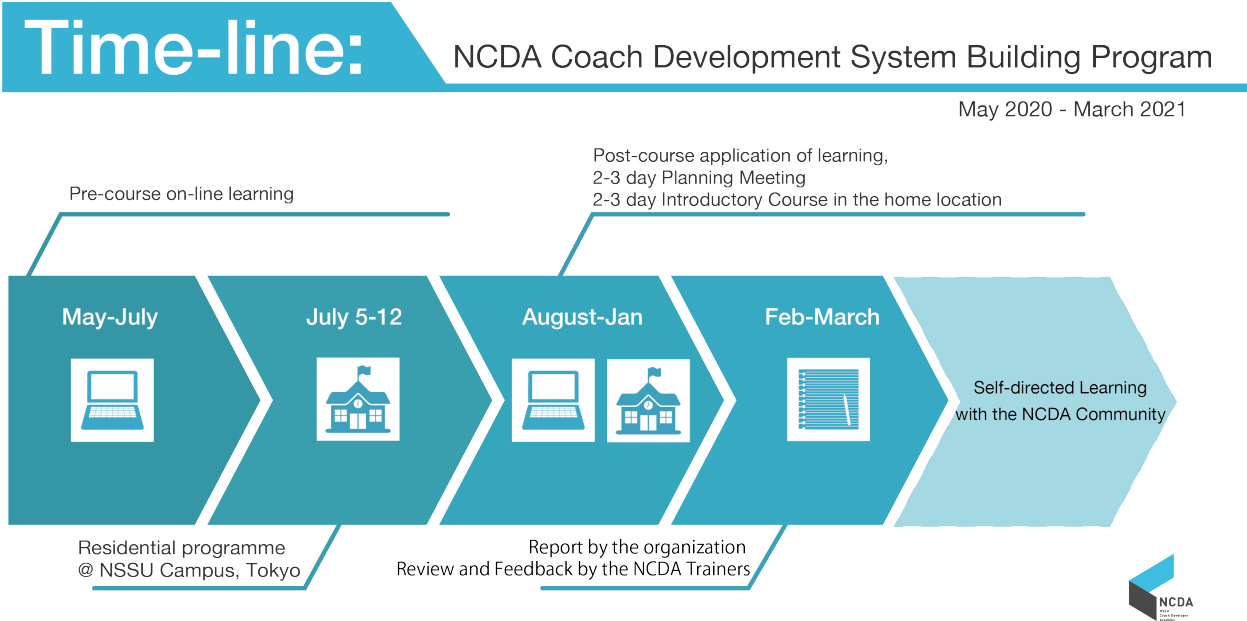 Time-line:
NCDA Coach Development System Building Program
May 2020 - March 2021
Pre-course on-line learning
Post-course application of learning,
2-3 day Planning Meeting
2-3 day Introductory Course in the home location
May-July
July 5-12
August-Jan
Feb-March
Self-directed Learning
with the NCDA Community
Residential programme
@ NSSU Campus, Tokyo
Report by the organization
Review and Feedback by the NCDA Trainers
NCDA
Coach Developer
Academy